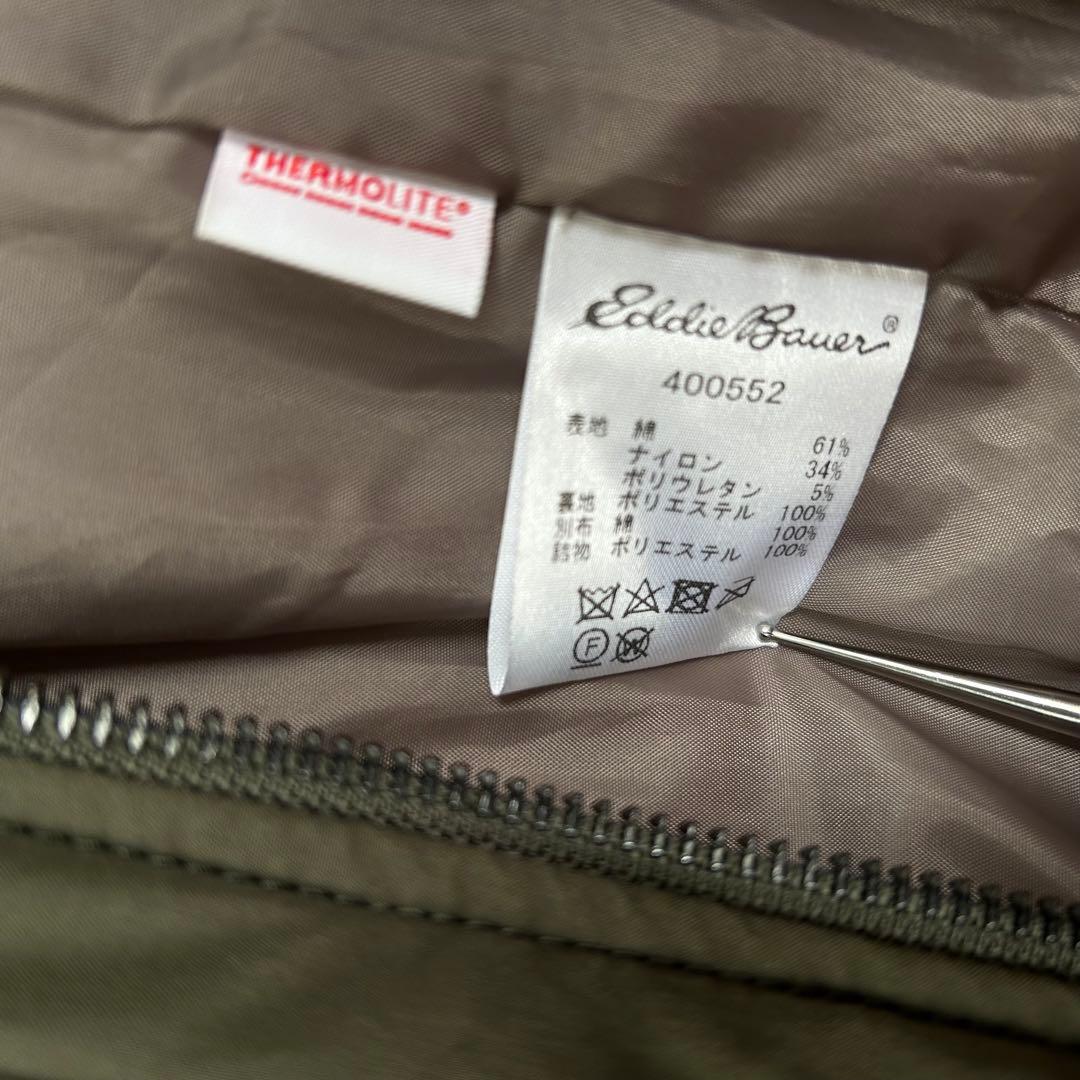 THERMOLITE®
Eddie Bauer®
400552
表地 綿 61%
ナイロン 34%
ポリウレタン 5%
裏地 ポリエステル 100%
別布 綿 100%
詰物 ポリエステル 100%
F W